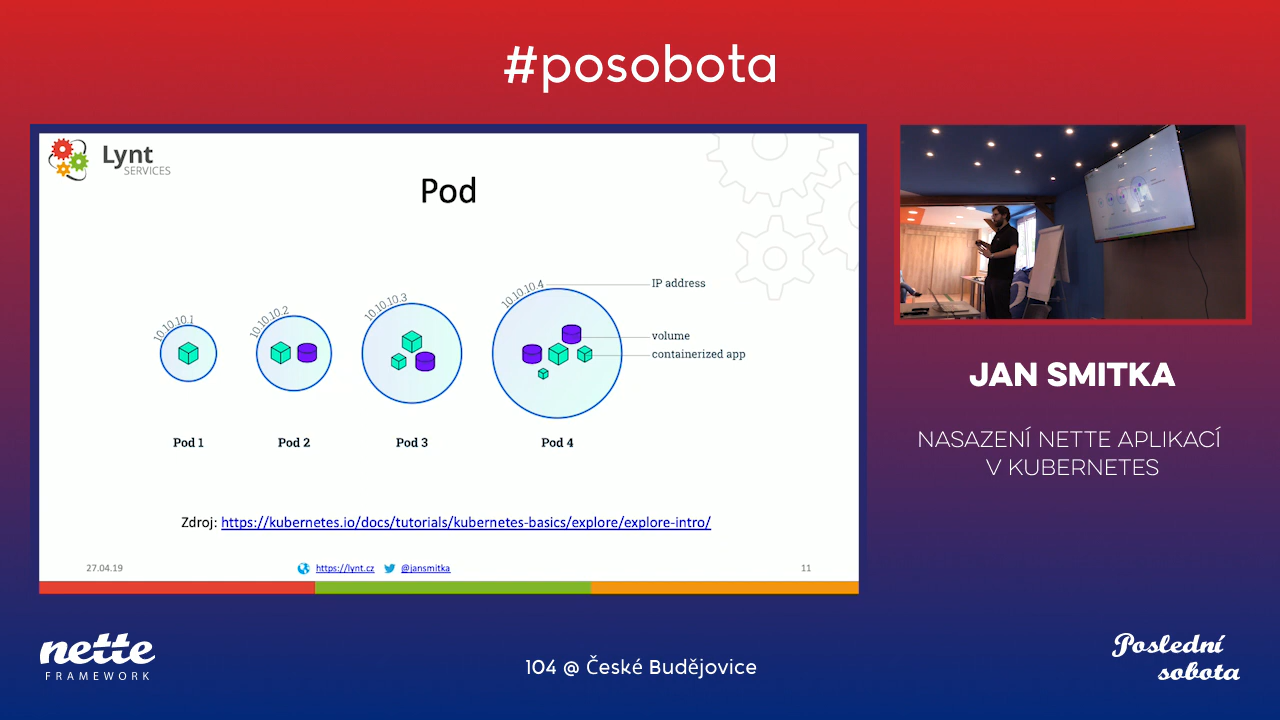 #posobota
Lynt
SERVICES
Pod
10.10.10.1
10.10.10.2
10.10.10.3
10.10.10.4
IP address
volume
containerized app
Pod 1
Pod 2
Pod 3
Pod 4
Zdroj: https://kubernetes.io/docs/tutorials/kubernetes-basics/explore/explore-intro/
27.04.19
https://lynt.cz
@jansmitka
11
JAN SMITKA
NASAZENÍ NETTE APLIKACÍ
V KUBERNETES
nette
FRAMEWORK
104 @ České Budějovice
Poslední
sobota